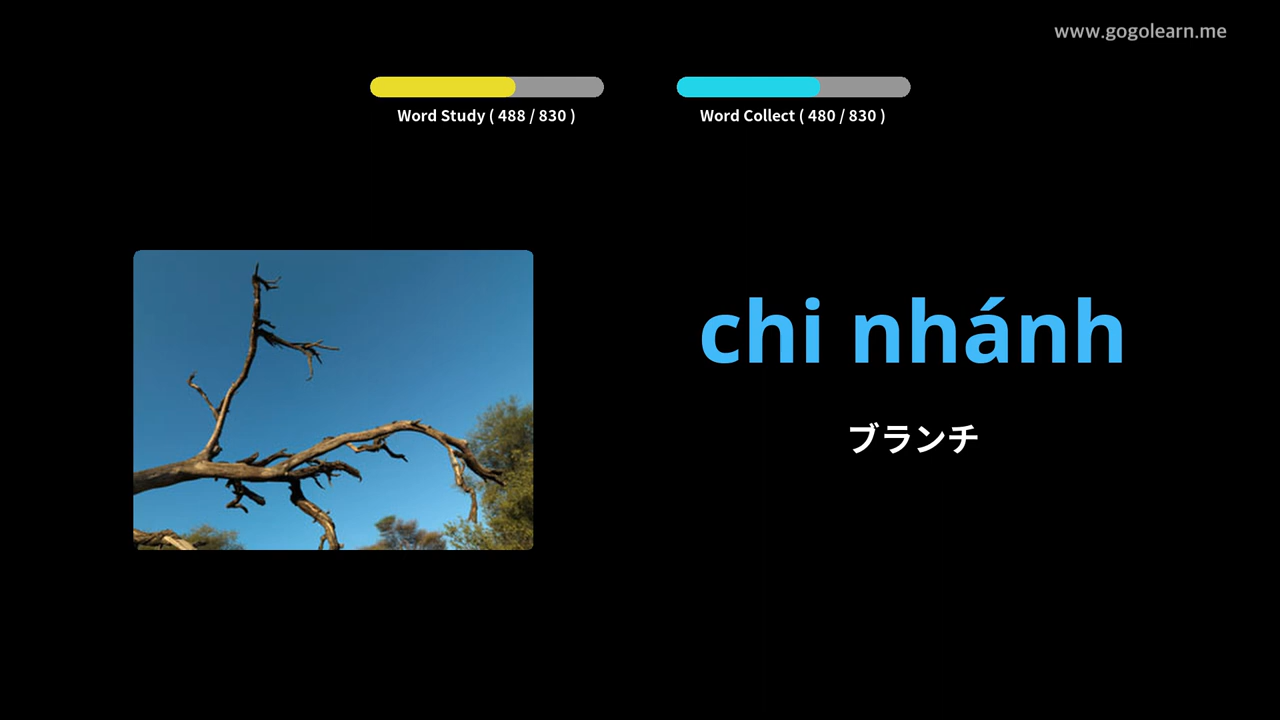 www.gogolearn.me
Word Study ( 488 / 830 )
Word Collect ( 480 / 830 )
chi nhánh
ブランチ